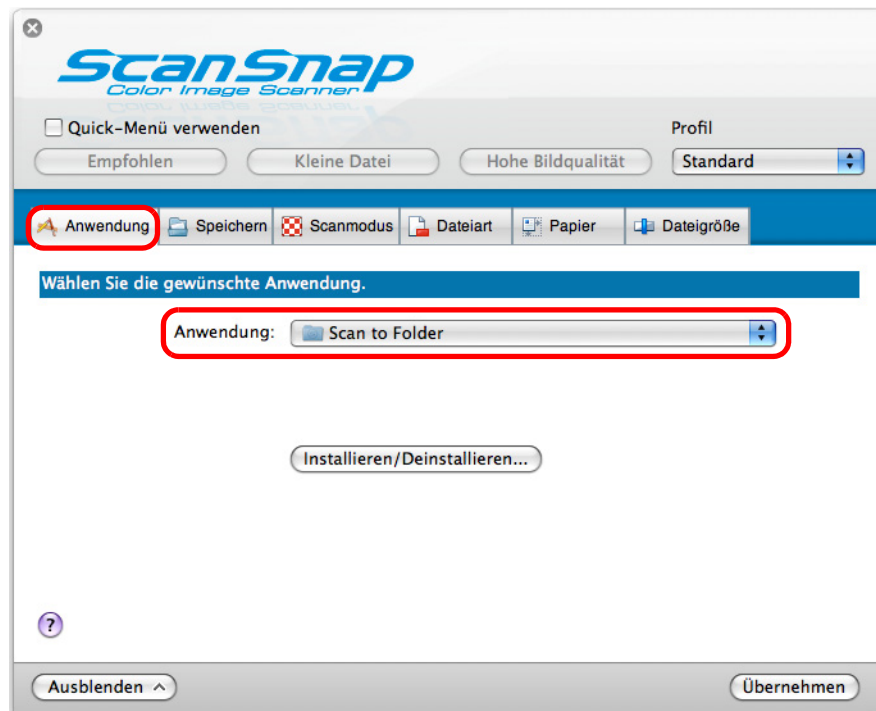 ScanSnap
Color Image Scanner
Quick-Menü verwenden
Profil
Empfohlen Kleine Datei Hohe Bildqualität Standard
Anwendung Speichern Scanmodus Dateiart Papier Dateigröße
Wählen Sie die gewünschte Anwendung.
Anwendung: Scan to Folder
Installieren/Deinstallieren...
?
Ausblenden Übernehmen